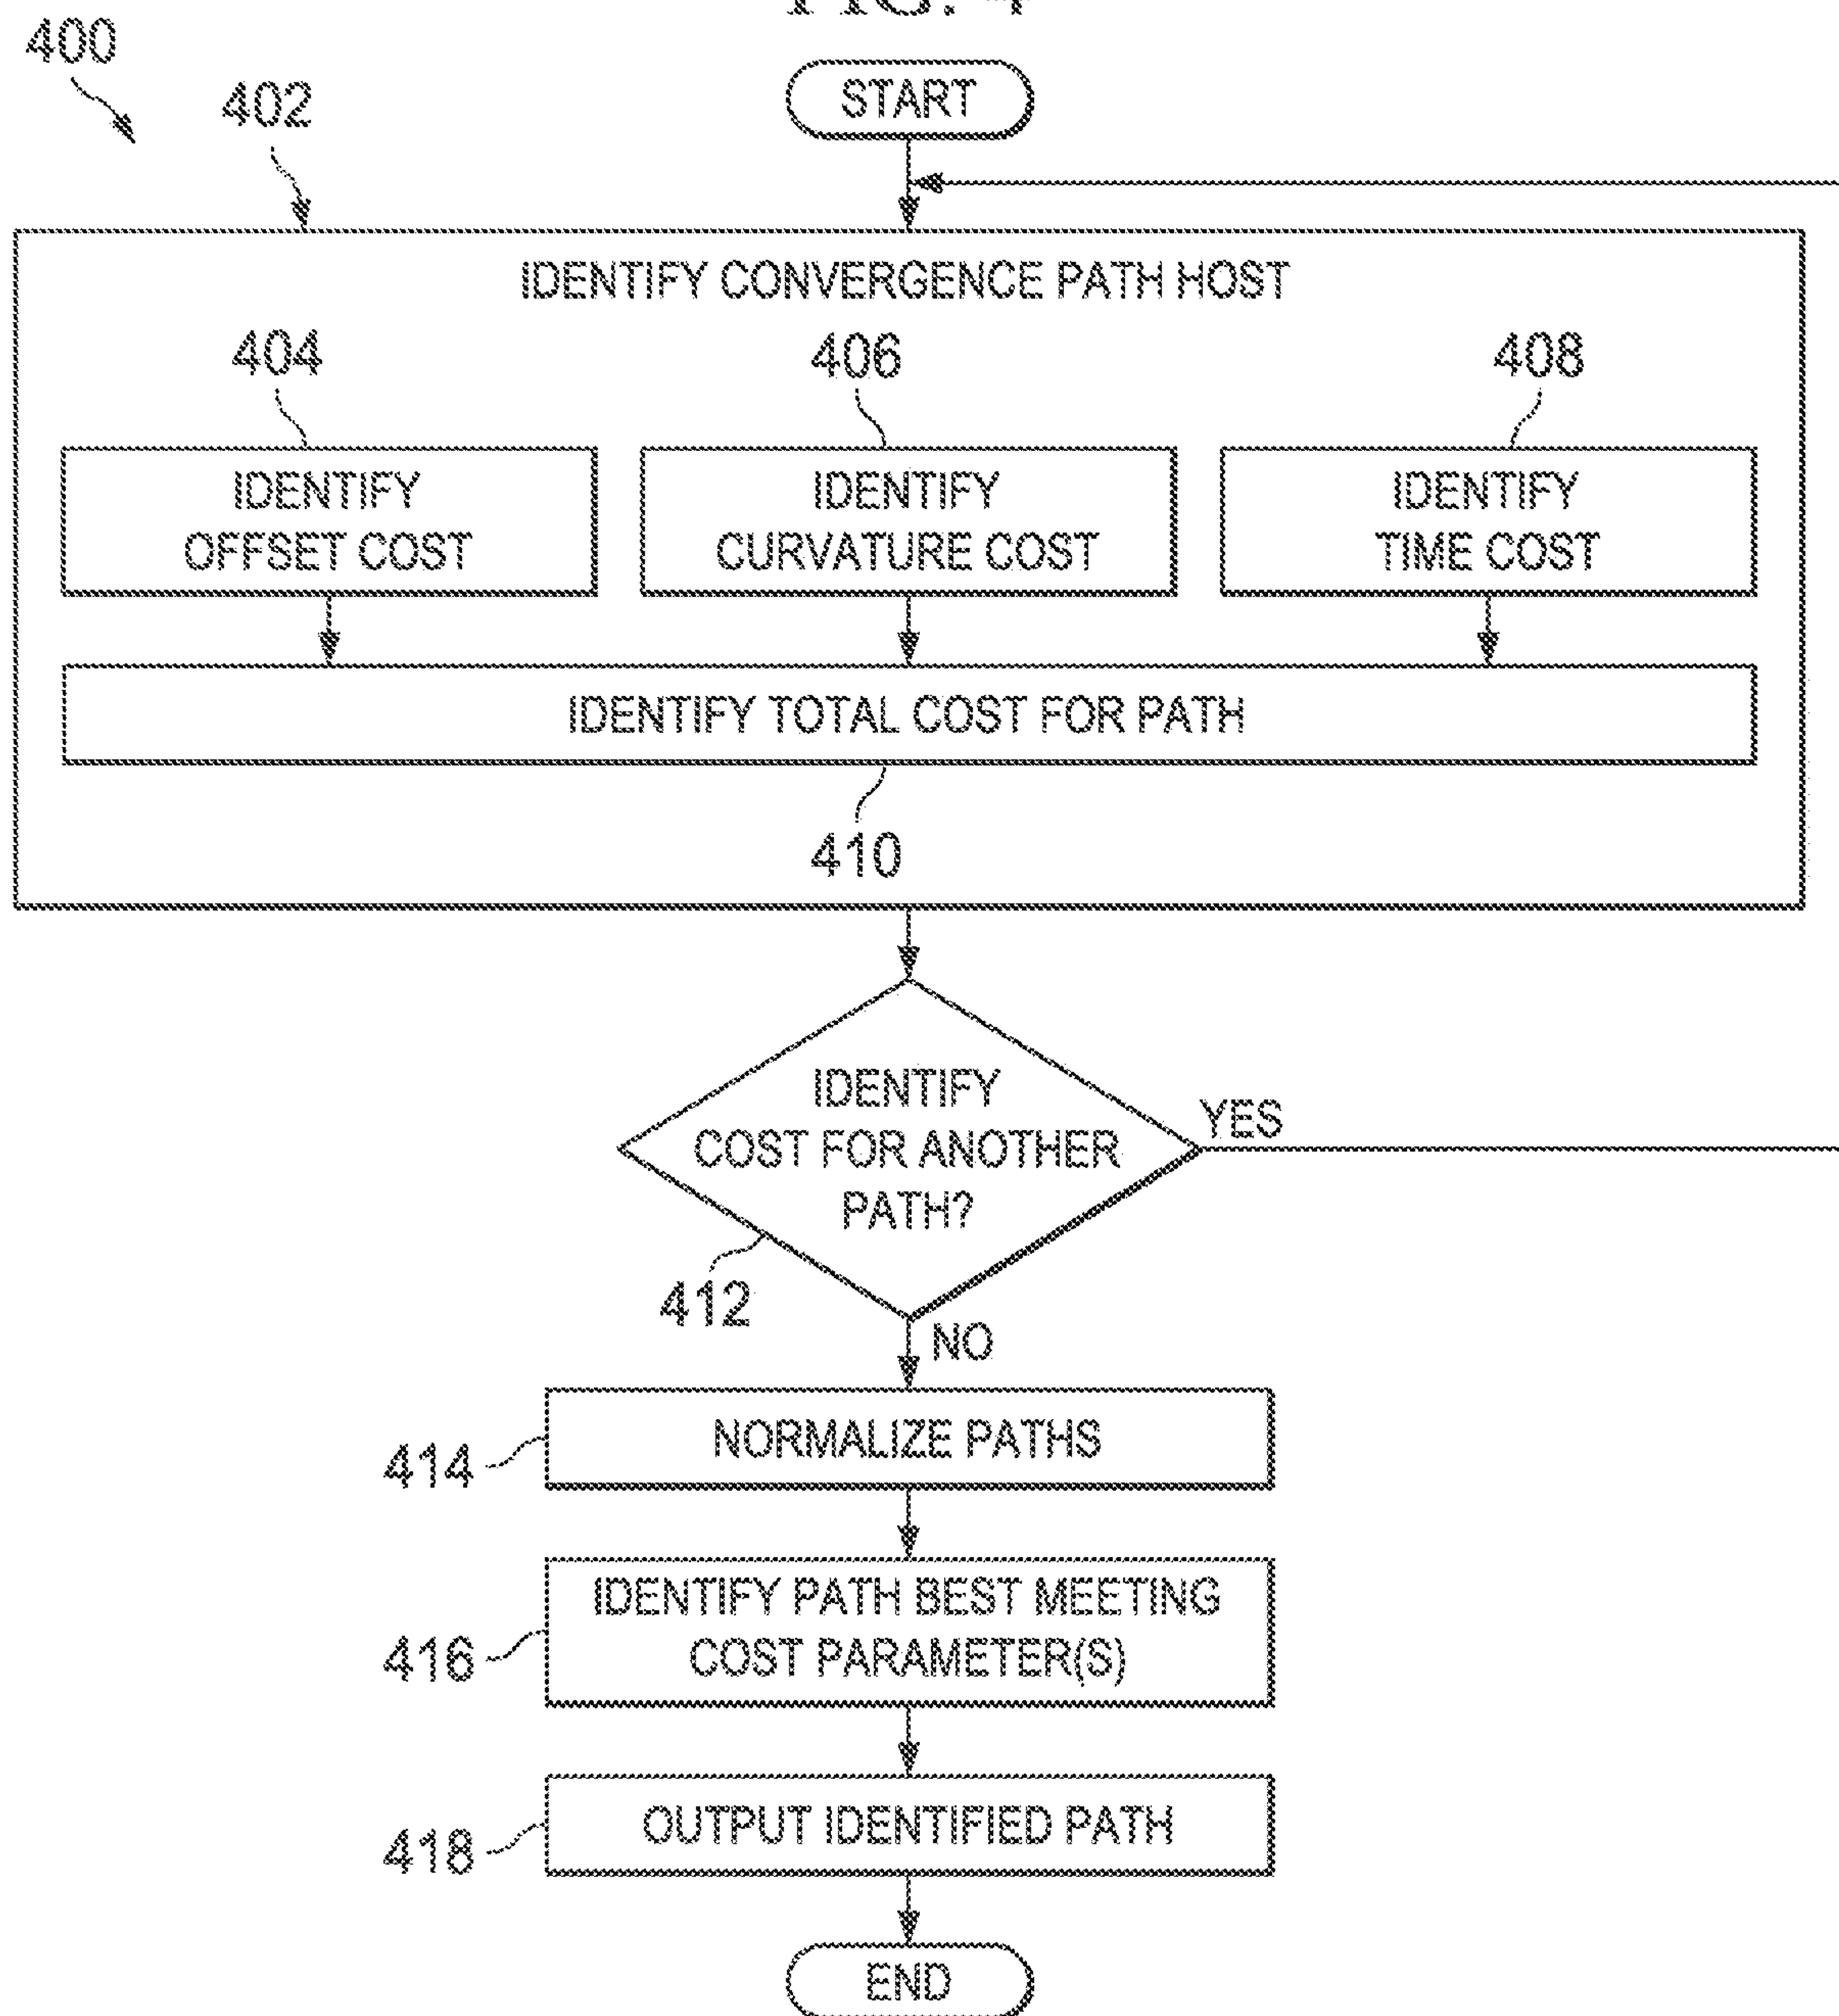 FIG. 4
400
402
START
IDENTIFY CONVERGENCE PATH HOST
404
406
408
IDENTIFY
OFFSET COST
IDENTIFY
CURVATURE COST
IDENTIFY
TIME COST
IDENTIFY TOTAL COST FOR PATH
410
IDENTIFY
COST FOR ANOTHER
PATH?
YES
412
NO
NORMALIZE PATHS
414
IDENTIFY PATH BEST MEETING
COST PARAMETER(S)
416
OUTPUT IDENTIFIED PATH
418
END